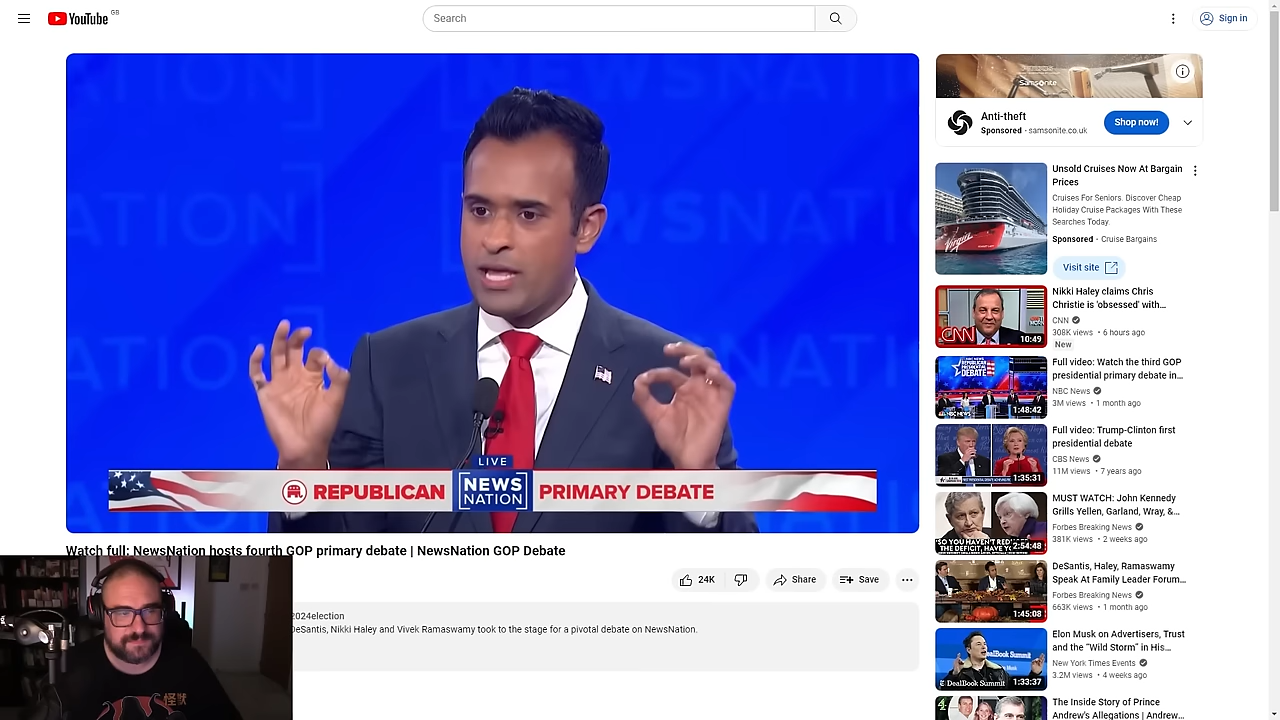 YouTube GB
Search
Sign in
NATION
NEWSNATI
LIVE
REPUBLICAN
NEWS
NATION
PRIMARY DEBATE
Watch full: NewsNation hosts fourth GOP primary debate | NewsNation GOP Debate
24K
Share
Save
2024election
DeSantis, Nikki Haley and Vivek Ramaswamy took to the stage for a pivotal debate on NewsNation.
怪獣
Samsonite
Anti-theft
Sponsored · samsonite.co.uk
Shop now!
Unsold Cruises Now At Bargain
Prices
Cruises For Seniors. Discover Cheap
Holiday Cruise Packages With These
Searches Today.
Sponsored · Cruise Bargains
Visit site
Virgin
Nikki Haley claims Chris
Christie is 'obsessed' with…
CNN
308K views • 6 hours ago
New
CNN
10:49
Full video: Watch the third GOP
presidential primary debate in…
NBC News
3M views • 1 month ago
DEBATE
1:48:42
Full video: Trump-Clinton first
presidential debate
CBS News
11M views • 7 years ago
1:35:31
MUST WATCH: John Kennedy
Grills Yellen, Garland, Wray, &…
Forbes Breaking News
381K views • 2 weeks ago
THE DEFICIT, HAVE YO
2:54:48
DeSantis, Haley, Ramaswamy
Speak At Family Leader Forum…
Forbes Breaking News
663K views • 1 month ago
1:45:08
Elon Musk on Advertisers, Trust
and the “Wild Storm” in His…
New York Times Events
3.2M views • 4 weeks ago
DealBook Summit
1:33:37
The Inside Story of Prince
Andrew's Allegations | Andrew…